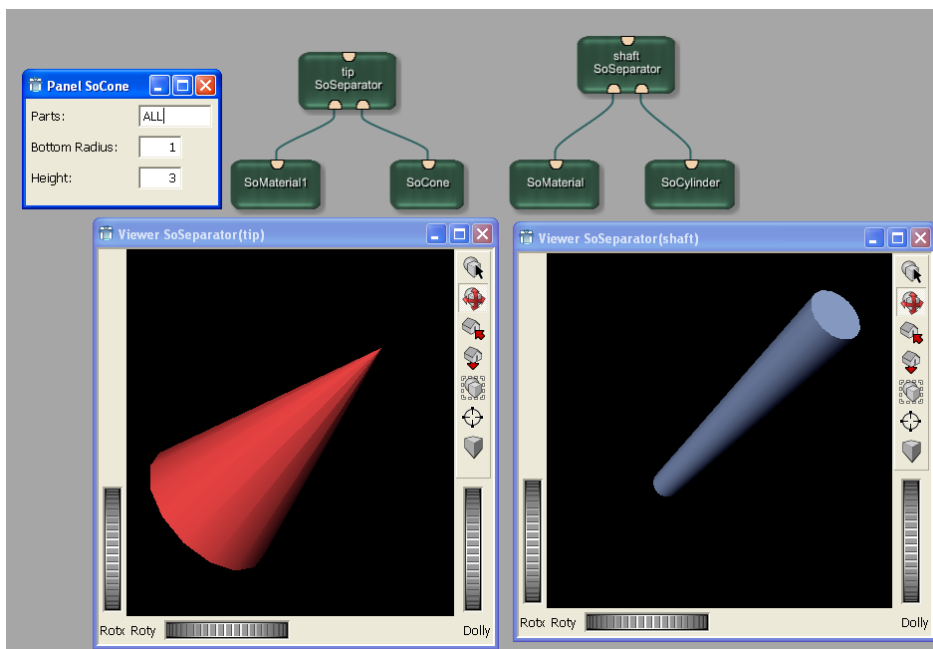 tip
SoSeparator
shaft
SoSeparator
Panel SoCone
Parts: ALL
Bottom Radius: 1
Height: 3
SoMaterial1
SoCone
SoMaterial
SoCylinder
Viewer SoSeparator(tip)
Rotx Roty
Dolly
Viewer SoSeparator(shaft)
Rotx Roty
Dolly